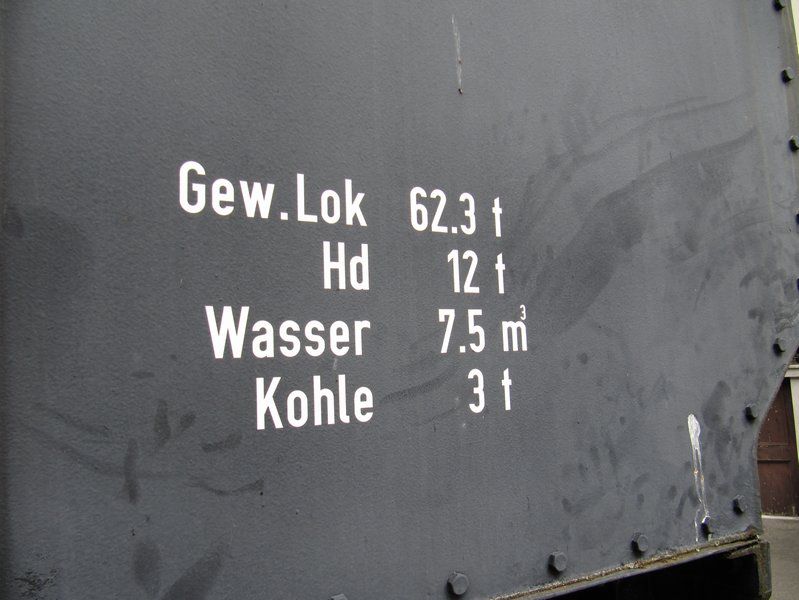 Gew.Lok 62.3 t
Hd 12 t
Wasser 7.5 m³
Kohle 3 t